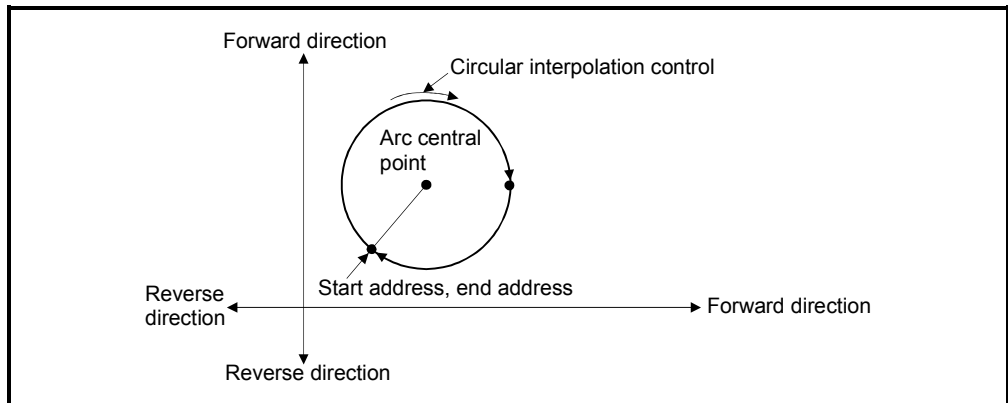 Forward direction
Circular interpolation control
Arc central
point
Start address, end address
Reverse
direction
Forward direction
Reverse direction